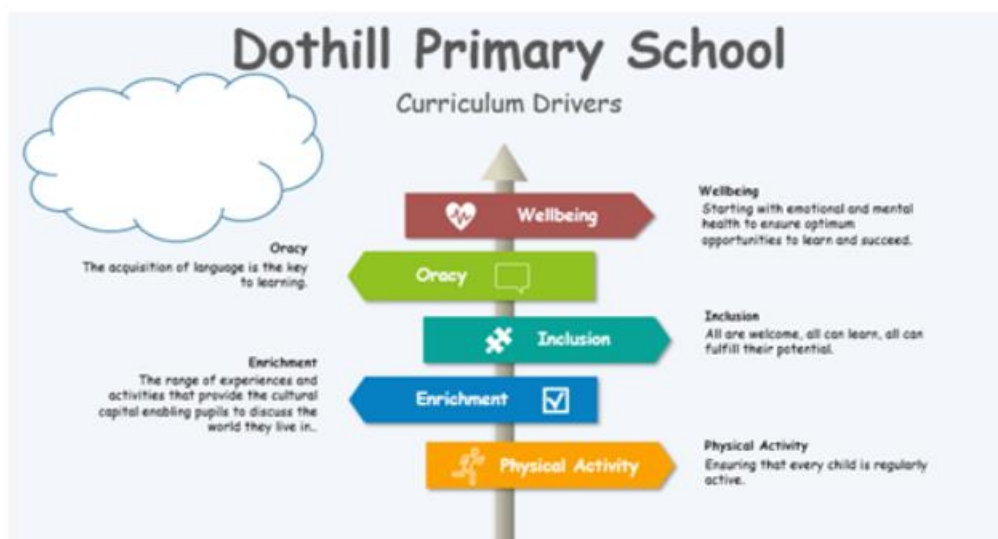 Dothill Primary School
Curriculum Drivers
Wellbeing
Wellbeing
Starting with emotional and mental
health to ensure optimum
opportunities to learn and succeed.
Oracy
The acquisition of language is the key
to learning.
Oracy
Inclusion
Inclusion
All are welcome, all can learn, all can
fulfill their potential.
Enrichment
The range of experiences and
activities that provide the cultural
capital enabling pupils to discuss the
world they live in..
Enrichment
Physical Activity
Physical Activity
Ensuring that every child is regularly
active.